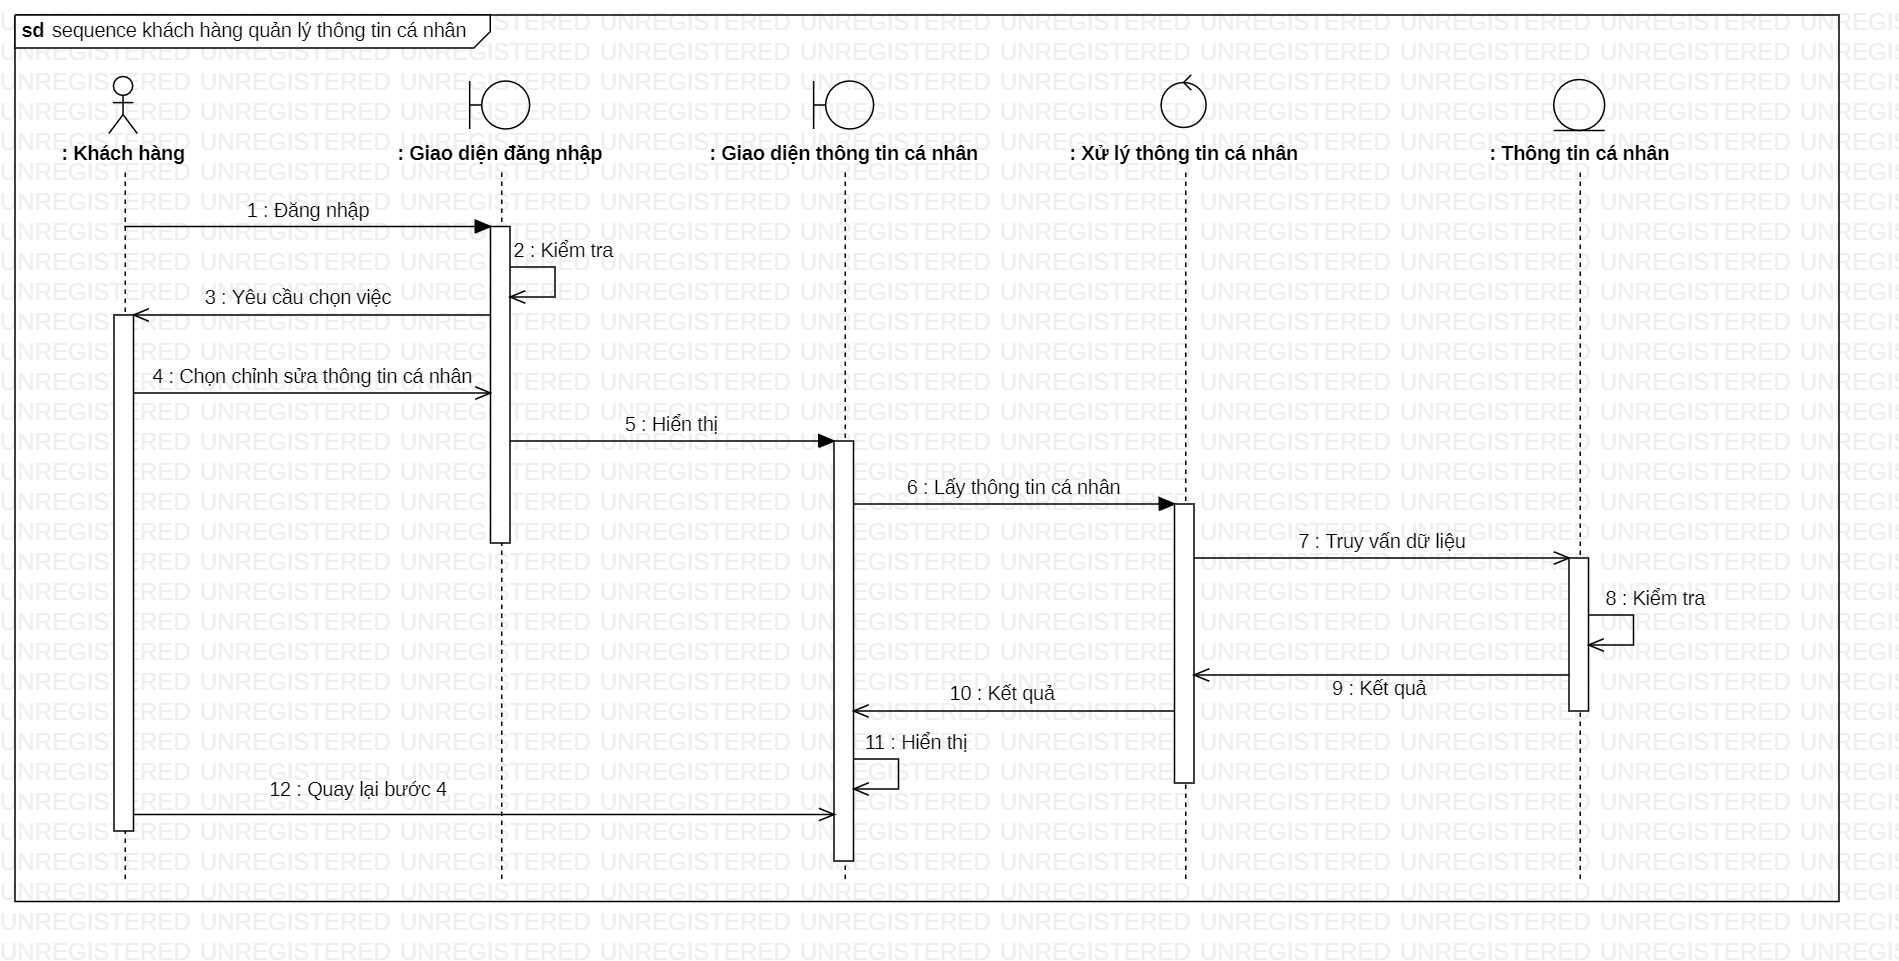 sd sequence khách hàng quản lý thông tin cá nhân
: Khách hàng
: Giao diện đăng nhập
: Giao diện thông tin cá nhân
: Xử lý thông tin cá nhân
: Thông tin cá nhân
1 : Đăng nhập
2 : Kiểm tra
3 : Yêu cầu chọn việc
4 : Chọn chỉnh sửa thông tin cá nhân
5 : Hiển thị
6 : Lấy thông tin cá nhân
7 : Truy vấn dữ liệu
8 : Kiểm tra
9 : Kết quả
10 : Kết quả
11 : Hiển thị
12 : Quay lại bước 4
UNREGISTERED